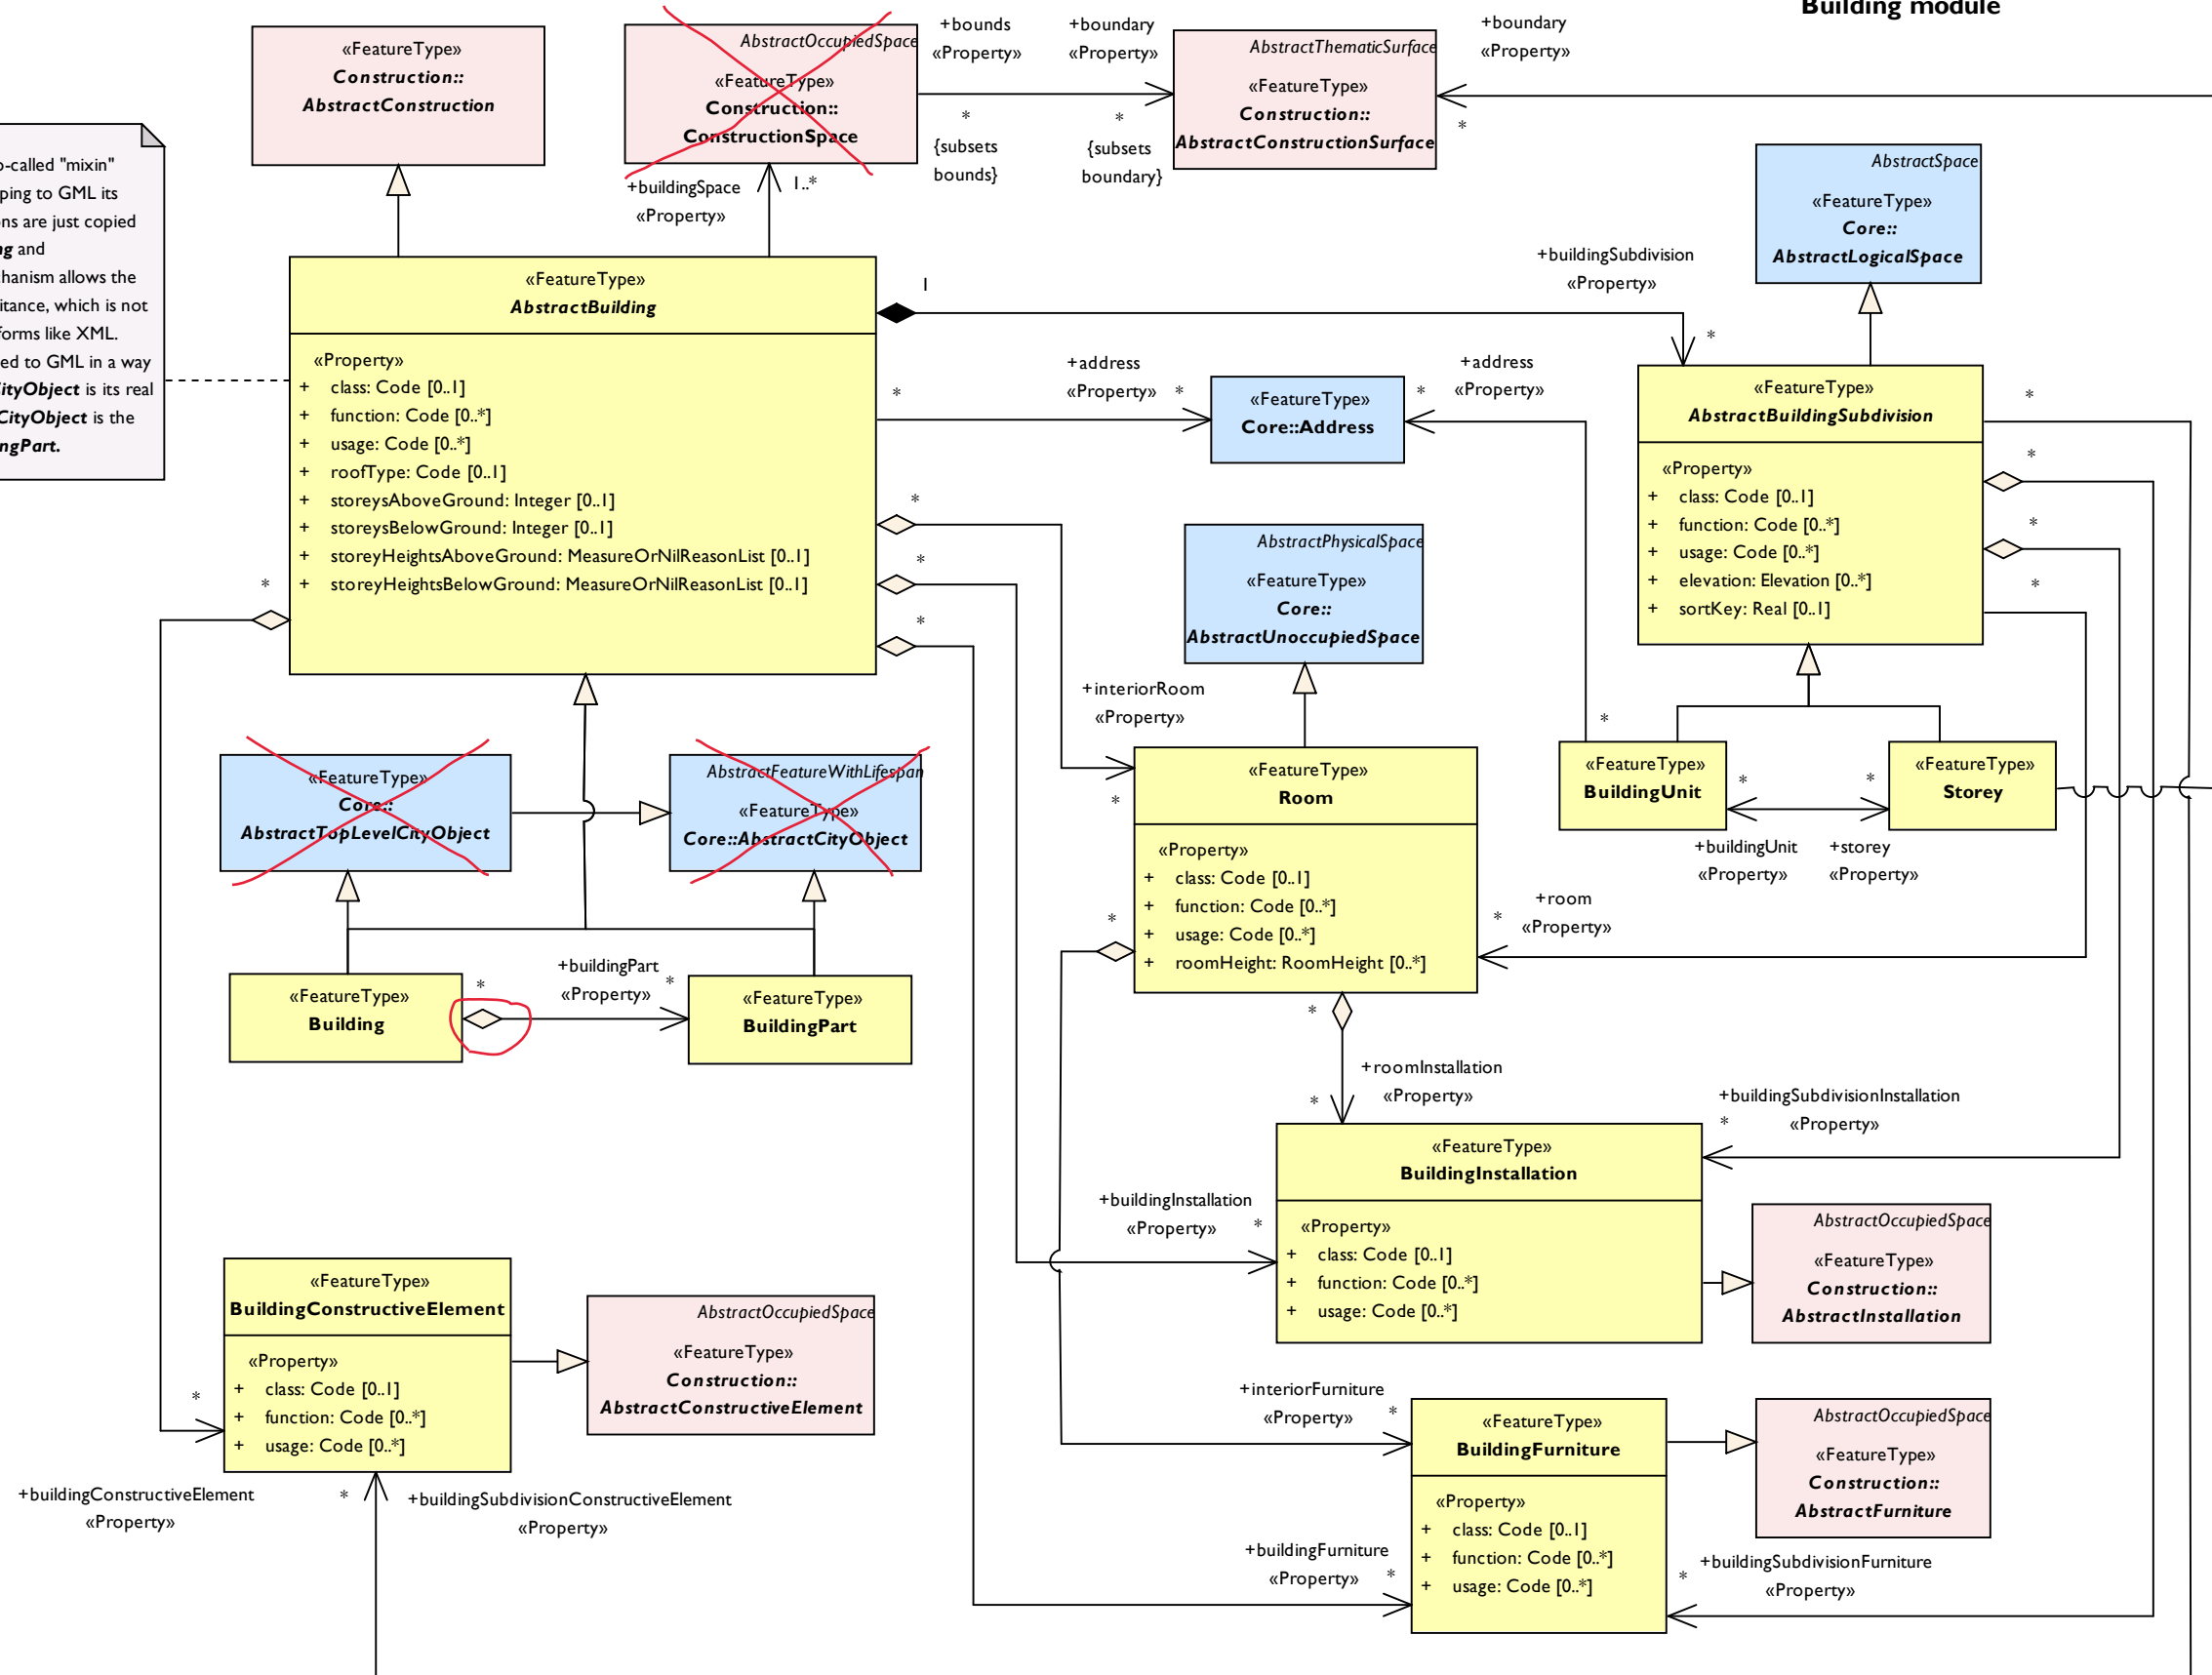 Building module
«FeatureType»
Construction::
AbstractConstruction
AbstractOccupiedSpace
«FeatureType»
Construction::
ConstructionSpace
+bounds
«Property»
*
{subsets
bounds}
+boundary
«Property»
*
{subsets
boundary}
AbstractThematicSurface
«FeatureType»
Construction::
AbstractConstructionSurface
+boundary
«Property»
*
AbstractSpace
«FeatureType»
Core::
AbstractLogicalSpace
"mixin"
to GML its
are just copied
and
allows the
which is not
like XML.
to GML in a way
is its real
is the
+buildingSpace
«Property»
1..*
«FeatureType»
AbstractBuilding
«Property»
+ class: Code [0..1]
+ function: Code [0..*]
+ usage: Code [0..*]
+ roofType: Code [0..1]
+ storeysAboveGround: Integer [0..1]
+ storeysBelowGround: Integer [0..1]
+ storeyHeightsAboveGround: MeasureOrNilReasonList [0..1]
+ storeyHeightsBelowGround: MeasureOrNilReasonList [0..1]
1
+buildingSubdivision
«Property»
*
*
+address
«Property» *
«FeatureType»
Core::Address
+address
* «Property»
«FeatureType»
AbstractBuildingSubdivision
«Property»
+ class: Code [0..1]
+ function: Code [0..*]
+ usage: Code [0..*]
+ elevation: Elevation [0..*]
+ sortKey: Real [0..1]
*
*
*
*
*
*
*
*
AbstractPhysicalSpace
«FeatureType»
Core::
AbstractUnoccupiedSpace
+interiorRoom
«Property»
*
«FeatureType»
Room
«Property»
+ class: Code [0..1]
+ function: Code [0..*]
+ usage: Code [0..*]
+ roomHeight: RoomHeight [0..*]
*
«FeatureType»
BuildingUnit
*
*
«FeatureType»
Storey
+buildingUnit
«Property»
+storey
«Property»
+room
* «Property»
«FeatureType»
Core::
AbstractTopLevelCityObject
AbstractFeatureWithLifespan
«FeatureType»
Core::AbstractCityObject
«FeatureType»
Building
*
+buildingPart
«Property» *
«FeatureType»
BuildingPart
*
*
+roomInstallation
«Property»
*
+buildingSubdivisionInstallation
* «Property»
«FeatureType»
BuildingInstallation
«Property»
+ class: Code [0..1]
+ function: Code [0..*]
+ usage: Code [0..*]
+buildingInstallation
«Property» *
AbstractOccupiedSpace
«FeatureType»
Construction::
AbstractInstallation
«FeatureType»
BuildingConstructiveElement
«Property»
+ class: Code [0..1]
+ function: Code [0..*]
+ usage: Code [0..*]
*
AbstractOccupiedSpace
«FeatureType»
Construction::
AbstractConstructiveElement
+buildingConstructiveElement
«Property»
* +buildingSubdivisionConstructiveElement
«Property»
+interiorFurniture
«Property» *
«FeatureType»
BuildingFurniture
«Property»
+ class: Code [0..1]
+ function: Code [0..*]
+ usage: Code [0..*]
AbstractOccupiedSpace
«FeatureType»
Construction::
AbstractFurniture
+buildingFurniture
«Property» *
+buildingSubdivisionFurniture
* «Property»